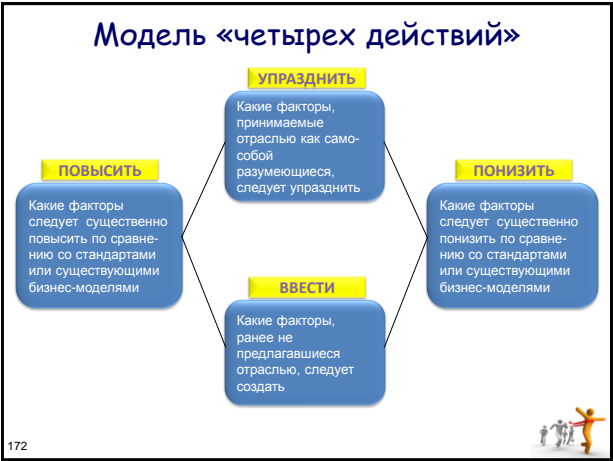 Модель «четырех действий»
УПРАЗДНИТЬ
Какие факторы,
принимаемые
отраслью как само-
собой
разумеющиеся,
следует упразднить
ПОВЫСИТЬ
Какие факторы
следует существенно
повысить по сравне-
нию со стандартами
или существующими
бизнес-моделями
ПОНИЗИТЬ
Какие факторы
следует существенно
понизить по сравне-
нию со стандартами
или существующими
бизнес-моделями
ВВЕСТИ
Какие факторы,
ранее не
предлагавшиеся
отраслью, следует
создать
172